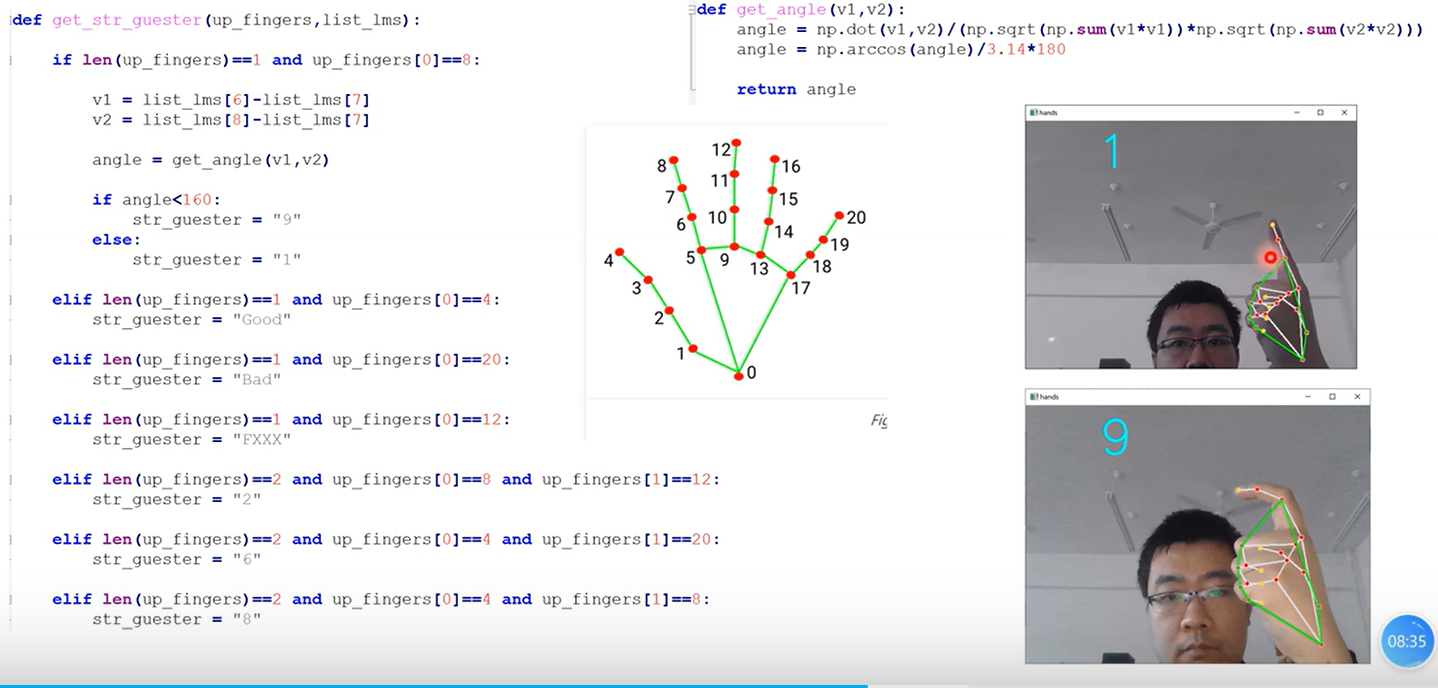 def get_str_guester(up_fingers,list_lms):
if len(up_fingers)==1 and up_fingers[0]==8:
v1 = list_lms[6]-list_lms[7]
v2 = list_lms[8]-list_lms[7]
angle = get_angle(v1,v2)
if angle<160:
str_guester = "9"
else:
str_guester = "1"
elif len(up_fingers)==1 and up_fingers[0]==4:
str_guester = "Good"
elif len(up_fingers)==1 and up_fingers[0]==20:
str_guester = "Bad"
elif len(up_fingers)==1 and up_fingers[0]==12:
str_guester = "FXXX"
elif len(up_fingers)==2 and up_fingers[0]==8 and up_fingers[1]==12:
str_guester = "2"
elif len(up_fingers)==2 and up_fingers[0]==4 and up_fingers[1]==20:
str_guester = "6"
elif len(up_fingers)==2 and up_fingers[0]==4 and up_fingers[1]==8:
str_guester = "8"
def get_angle(v1,v2):
angle = np.dot(v1,v2)/(np.sqrt(np.sum(v1*v1))*np.sqrt(np.sum(v2*v2)))
angle = np.arccos(angle)/3.14*180
return angle
12
8
16
11
7
15
6
10
20
14
19
5
9
4
13
18
3
17
2
1
0
Fig
hands
1
hands
9
08:35